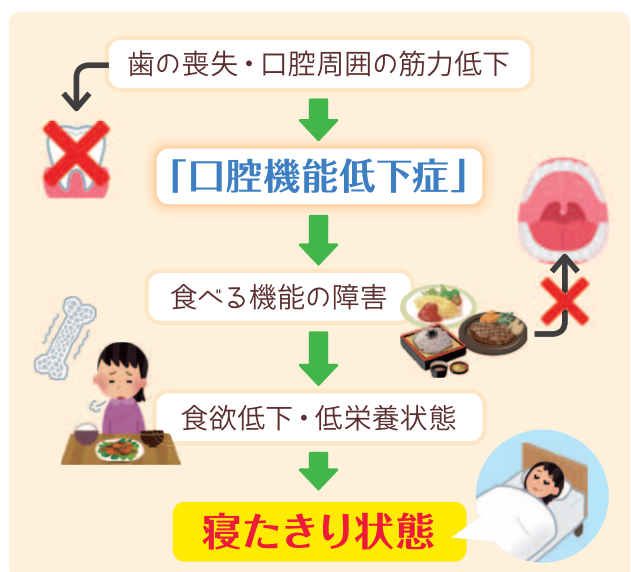 歯の喪失・口腔周囲の筋力低下
「口腔機能低下症」
食べる機能の障害
食欲低下・低栄養状態
寝たきり状態